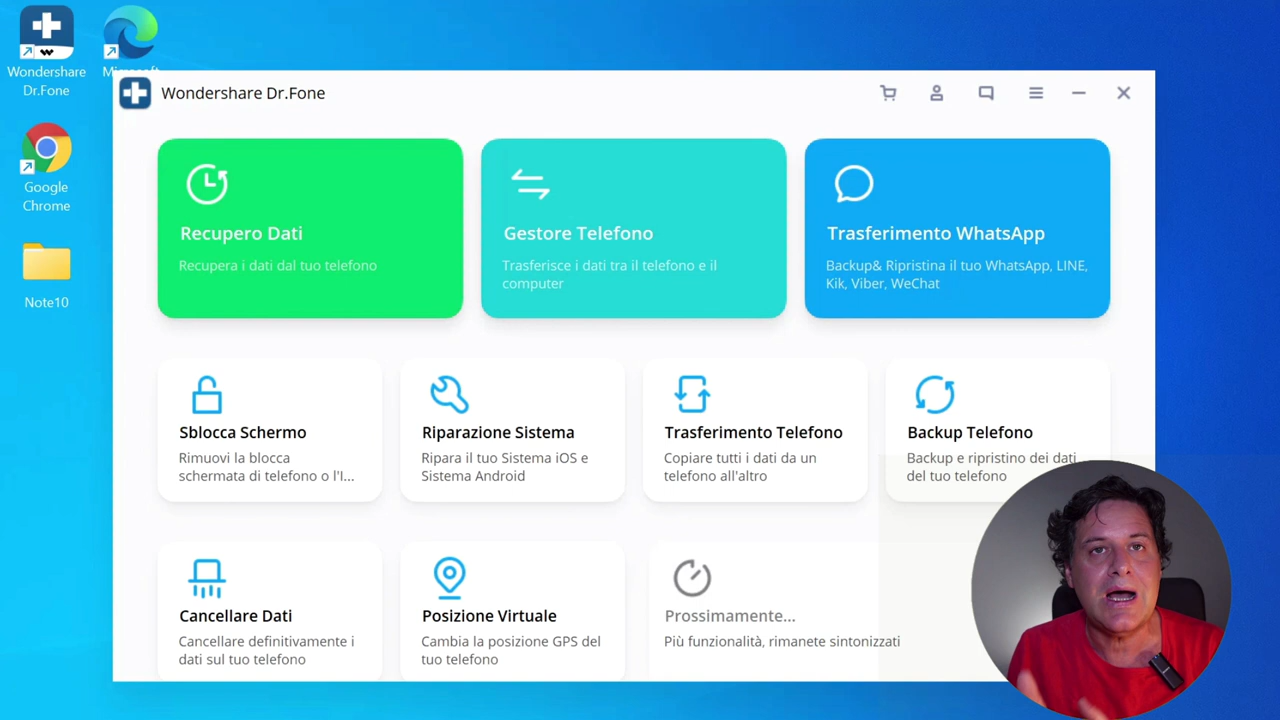 Wondershare
Dr.Fone
Google
Chrome
Note10
Wondershare Dr.Fone
Recupero Dati
Recupera i dati dal tuo telefono
Gestore Telefono
Trasferisce i dati tra il telefono e il
computer
Trasferimento WhatsApp
Backup& Ripristina il tuo WhatsApp, LINE,
Kik, Viber, WeChat
Sblocca Schermo
Rimuovi la blocca
schermata di telefono o l'I...
Riparazione Sistema
Ripara il tuo Sistema iOS e
Sistema Android
Trasferimento Telefono
Copiare tutti i dati da un
telefono all'altro
Backup Telefono
Backup e ripristino dei dati
del tuo telefono
Cancellare Dati
Cancellare definitivamente i
dati sul tuo telefono
Posizione Virtuale
Cambia la posizione GPS del
tuo telefono
Prossimamente...
Più funzionalità, rimanete sintonizzati